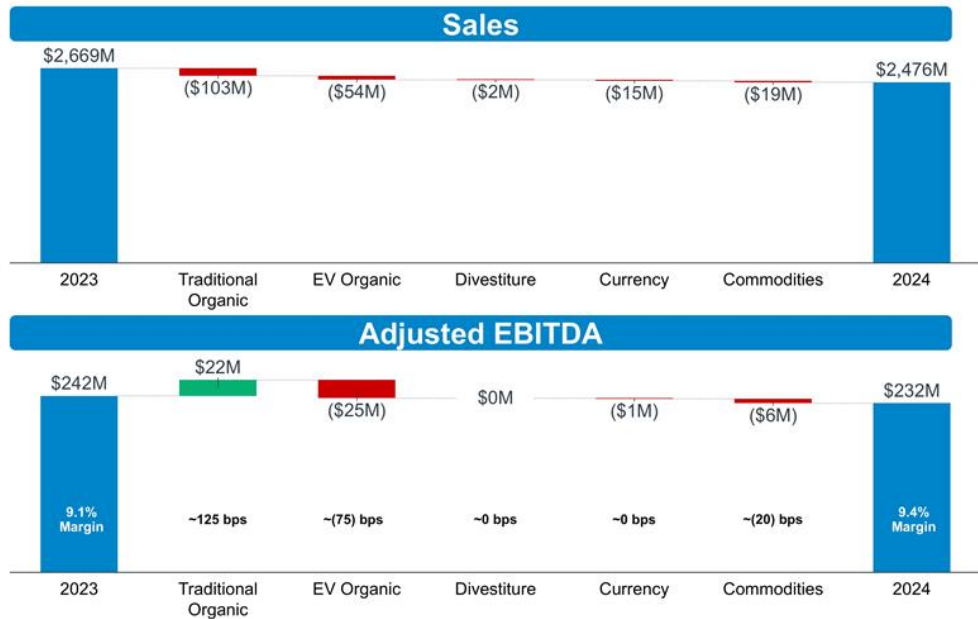 Sales
$2,669M
($103M)
($54M)
($2M)
($15M)
($19M)
$2,476M
2023
Traditional
Organic
EV Organic
Divestiture
Currency
Commodities
2024
Adjusted EBITDA
$242M
$22M
($25M)
$0M
($1M)
($6M)
$232M
9.1%
Margin
~125 bps
~(75) bps
~0 bps
~0 bps
~(20) bps
9.4%
Margin
2023
Traditional
Organic
EV Organic
Divestiture
Currency
Commodities
2024